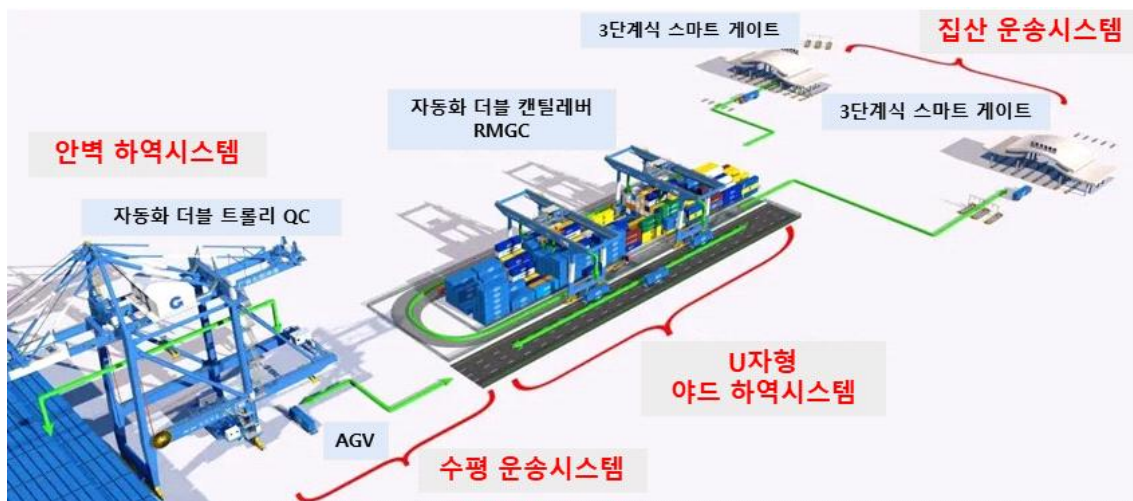 3단계식 스마트 게이트
집산 운송시스템
자동화 더블 캔틸레버
RMGC
3단계식 스마트 게이트
안벽 하역시스템
자동화 더블 트롤리 QC
U자형
야드 하역시스템
AGV
수평 운송시스템